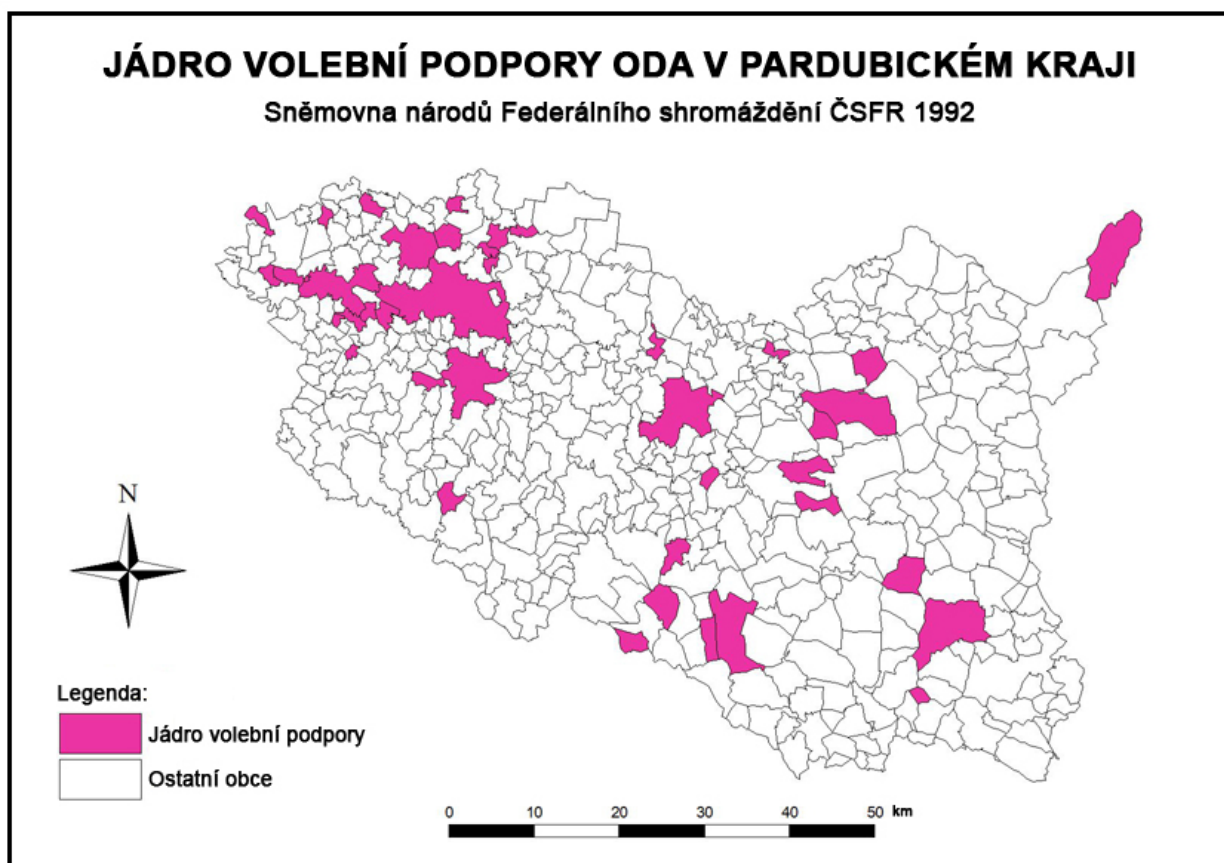 JÁDRO VOLEBNÍ PODPORY ODA V PARDUBICKÉM KRAJI
Sněmovna národů Federálního shromáždění ČSFR 1992
N
Legenda:
Jádro volební podpory
Ostatní obce
0 10 20 30 40 50 km